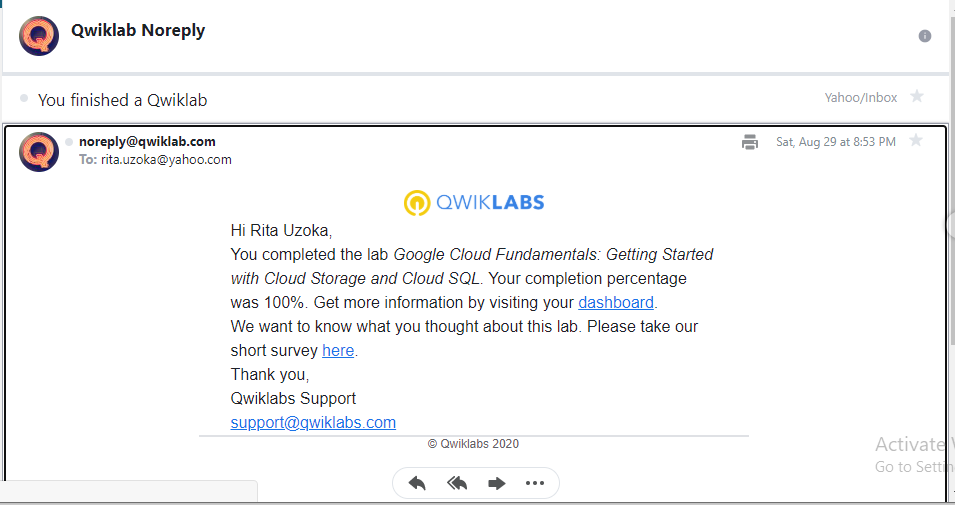 Qwiklab Noreply
You finished a Qwiklab
Yahoo/Inbox
noreply@qwiklab.com
Sat, Aug 29 at 8:53 PM
To: rita.uzoka@yahoo.com
QWIKLABS
Hi Rita Uzoka,
You completed the lab Google Cloud Fundamentals: Getting Started
with Cloud Storage and Cloud SQL. Your completion percentage
was 100%. Get more information by visiting your dashboard.
We want to know what you thought about this lab. Please take our
short survey here.
Thank you,
Qwiklabs Support
support@qwiklabs.com
© Qwiklabs 2020
Activate
Go to